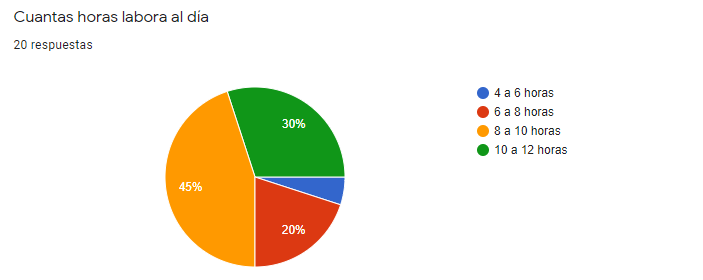 Cuantas horas labora al día
20 respuestas
30%
45%
20%
4 a 6 horas
6 a 8 horas
8 a 10 horas
10 a 12 horas